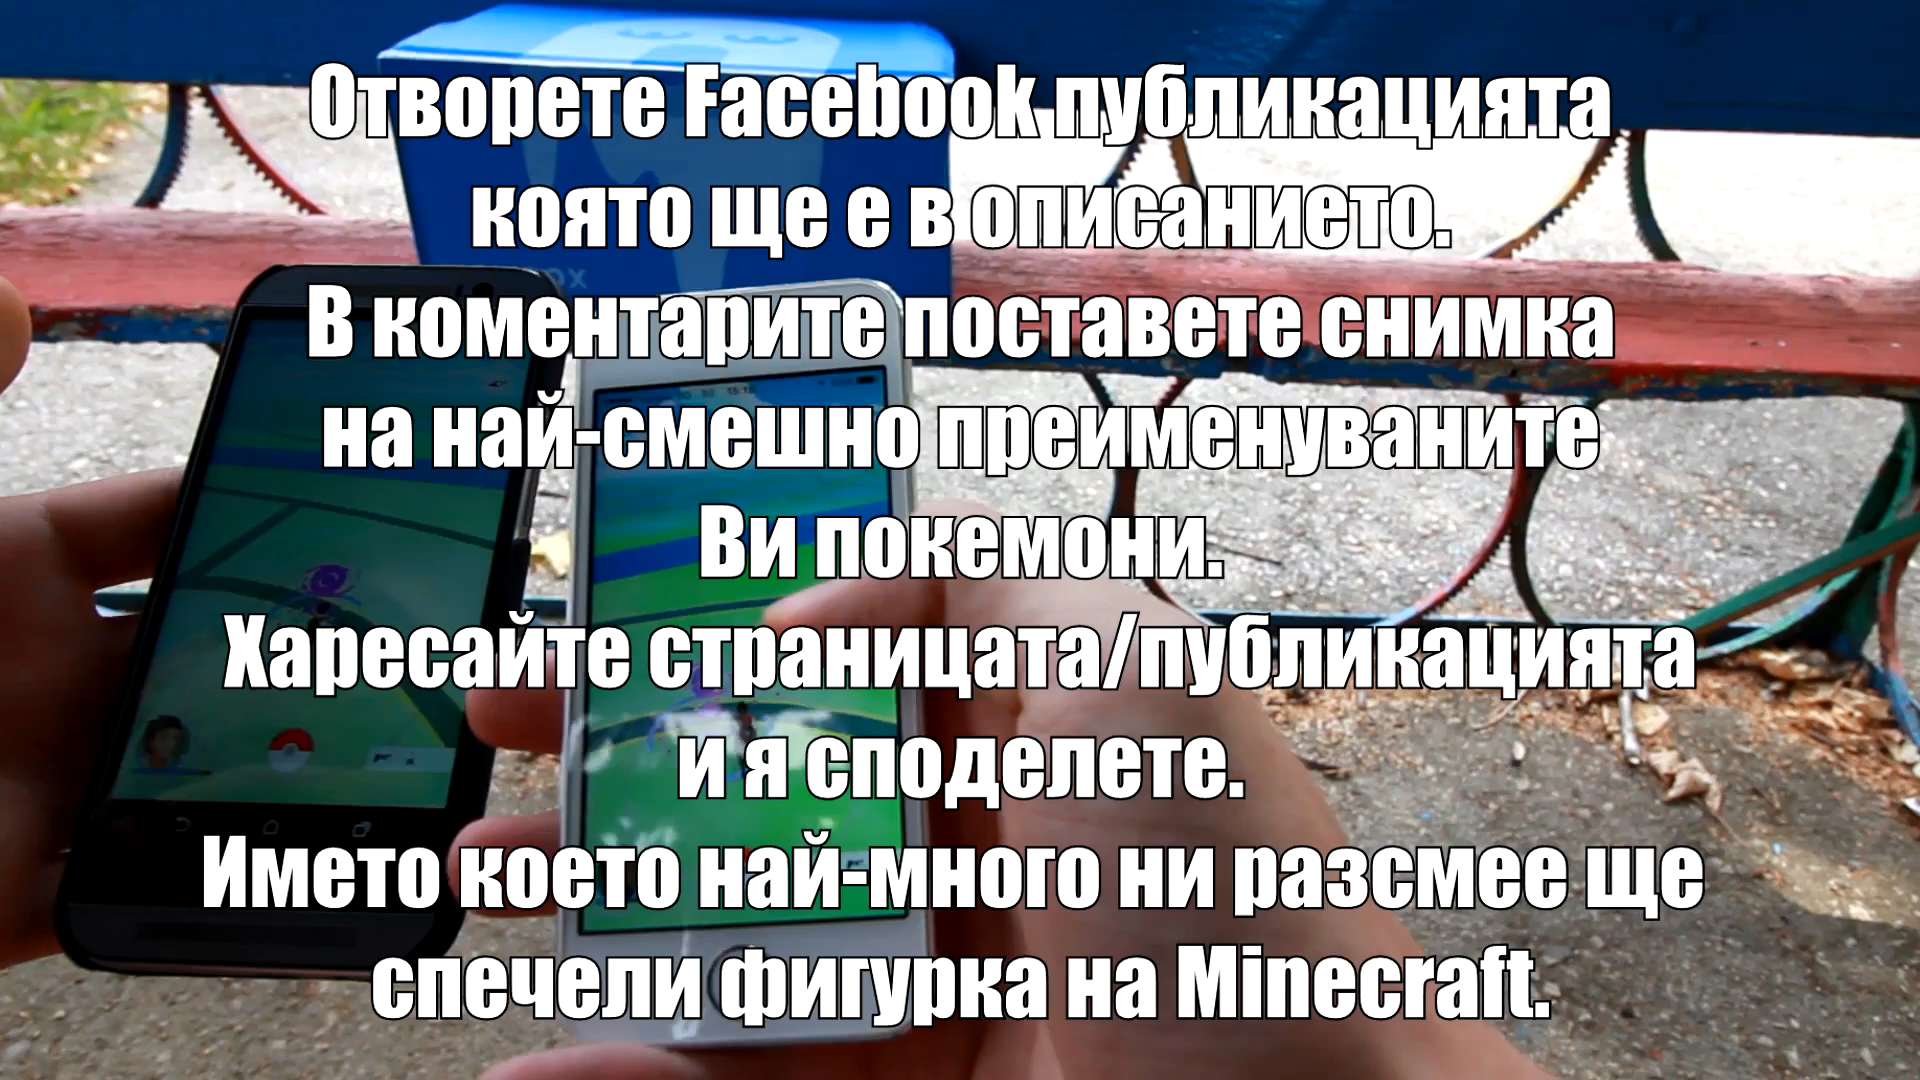 Отворете Facebook публикацията
която ще е в описанието.
В коментарите поставете снимка
на най-смешно преименуваните
Ви покемони.
Харесайте страницата/публикацията
и я споделете.
Името което най-много ни разсмее ще
спечели фигурка на Minecraft.